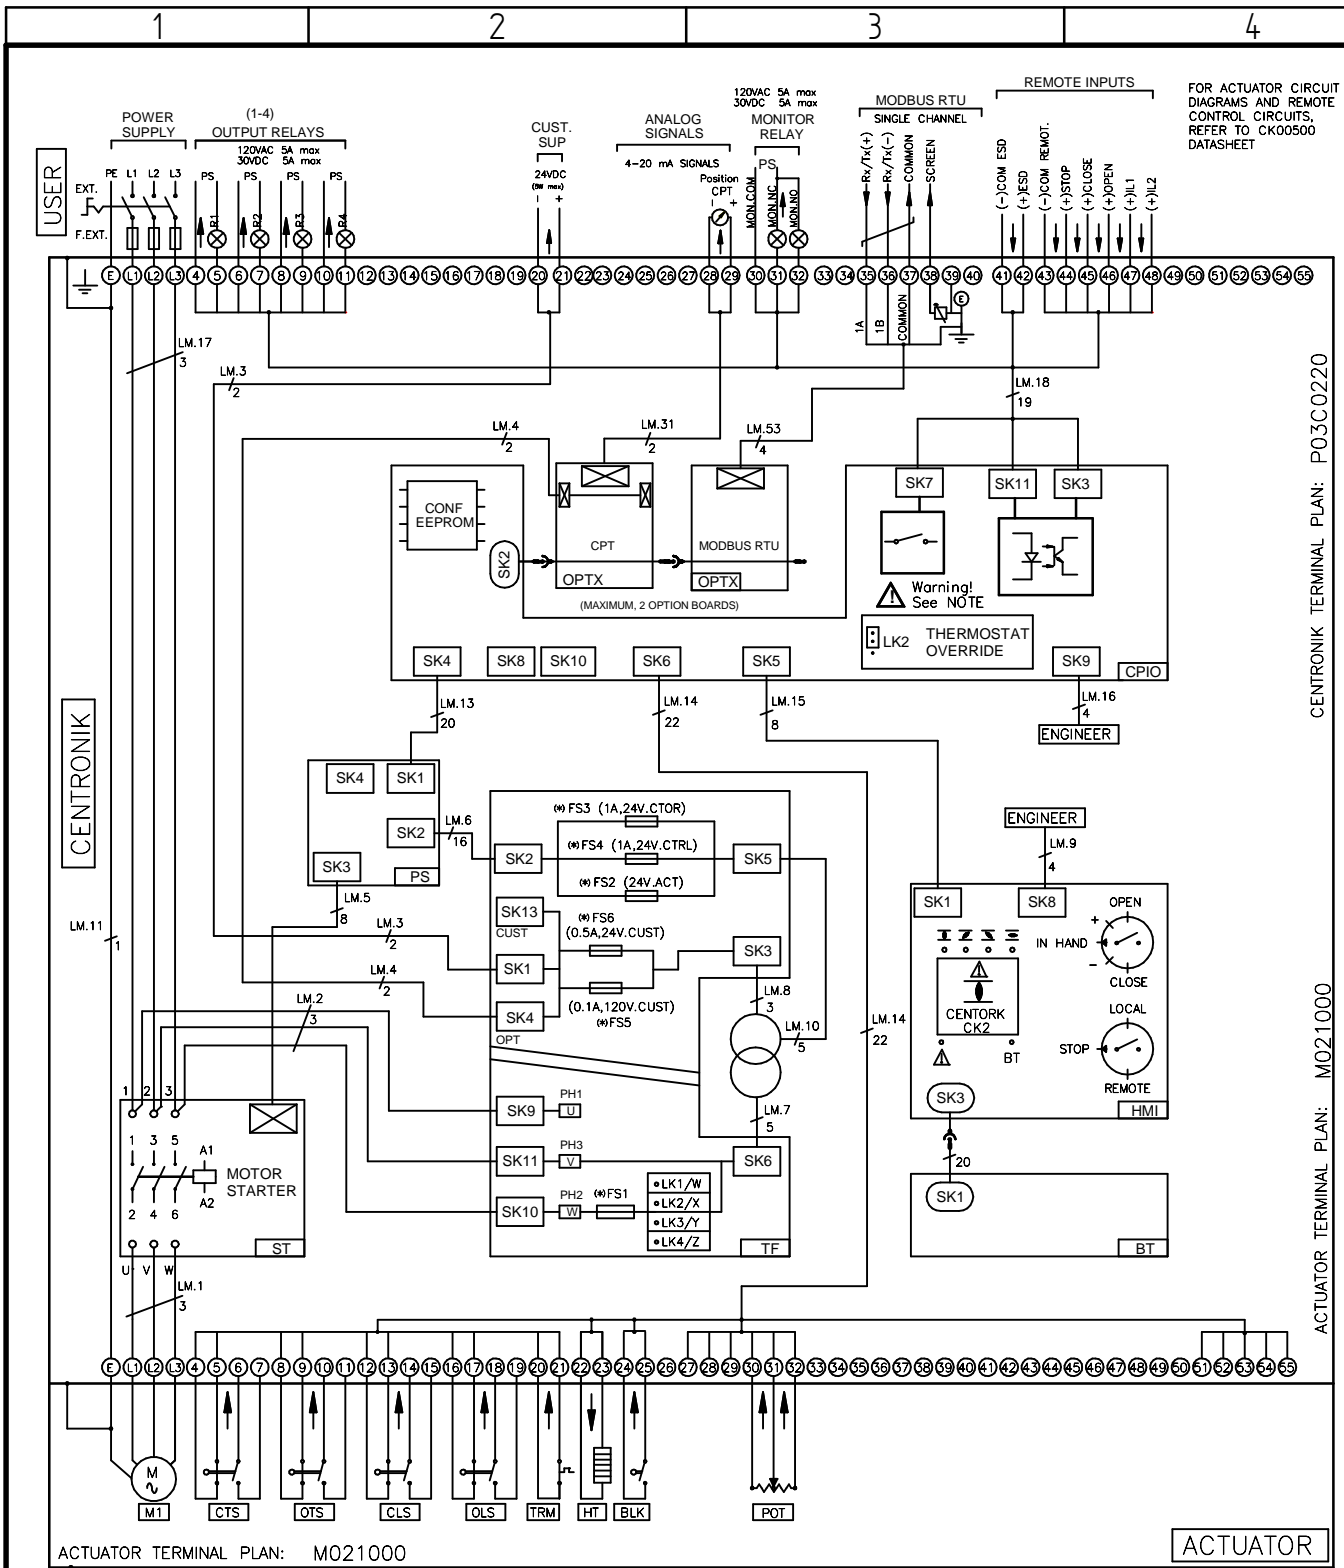 1 2 3 4
FOR ACTUATOR CIRCUIT
DIAGRAMS AND REMOTE
CONTROL CIRCUITS,
REFER TO CK00500
DATASHEET
USER
POWER
SUPPLY
PE L1 L2 L3
EXT.
F.EXT.
(1-4)
OUTPUT RELAYS
120VAC 5A max
30VDC 5A max
PS PS PS PS
R1 R2 R3 R4
CUST.
SUP
24VDC
(5W max)
- +
ANALOG
SIGNALS
4-20 mA SIGNALS
Position
CPT
- +
120VAC 5A max
30VDC 5A max
MONITOR
RELAY
PS
MON.COM
MON.NC
MON.NO
MODBUS RTU
SINGLE CHANNEL
Rx/Tx(+)
Rx/Tx(-)
COMMON
SCREEN
REMOTE INPUTS
(-)COM ESD
(+)ESD
(-)COM REMOT.
(+)STOP
(+)CLOSE
(+)OPEN
(+)IL1
(+)IL2
E L1 L2 L3 4 5 6 7 8 9 10 11 12 13 14 15 16 17 18 19 20 21 22 23 24 25 26 27 28 29 30 31 32 33 34 35 36 37 38 39 40 41 42 43 44 45 46 47 48 49 50 51 52 53 54 55
1A
1B
COMMON
E
LM.17
3
LM.3
2
LM.4
2
LM.31
2
LM.53
4
LM.18
19
CENTRONIK TERMINAL PLAN: P03C0220
CONF
EEPROM
SK2
CPT
OPTX
MODBUS RTU
OPTX
(MAXIMUM, 2 OPTION BOARDS)
SK7
SK11
SK3
Warning!
See NOTE
LK2
THERMOSTAT
OVERRIDE
SK4
SK8
SK10
SK6
SK5
SK9
CPIO
LM.13
20
LM.14
22
LM.15
8
LM.16
4
ENGINEER
CENTRONIK
SK4
SK1
SK2
SK3
PS
LM.6
16
LM.5
8
LM.11
1
LM.3
2
LM.4
2
LM.2
3
(*)FS3 (1A,24V.CTOR)
(*)FS4 (1A,24V.CTRL)
(*)FS2 (24V.ACT)
SK2
SK5
SK13
CUST
(*)FS6
(0.5A,24V.CUST)
SK1
SK3
SK4
OPT
(0.1A,120V.CUST)
(*)FS5
LM.8
3
LM.10
5
LM.7
5
LM.14
22
SK9
PH1
U
SK11
PH3
V
SK6
SK10
PH2
W
(*)FS1
LK1/W
LK2/X
LK3/Y
LK4/Z
TF
ENGINEER
LM.9
4
SK1
SK8
OPEN
+
IN HAND
-
CLOSE
CENTORK
CK2
BT
LOCAL
STOP
REMOTE
SK3
HMI
20
SK1
BT
1 2 3
1 3 5
A1
A2
MOTOR
STARTER
2 4 6
ST
U V W
LM.1
3
ACTUATOR TERMINAL PLAN: M021000
E L1 L2 L3 4 5 6 7 8 9 10 11 12 13 14 15 16 17 18 19 20 21 22 23 24 25 26 27 28 29 30 31 32 33 34 35 36 37 38 39 40 41 42 43 44 45 46 47 48 49 50 51 52 53 54 55
M
M1
CTS
OTS
CLS
OLS
TRM
HT
BLK
POT
ACTUATOR TERMINAL PLAN: M021000
ACTUATOR